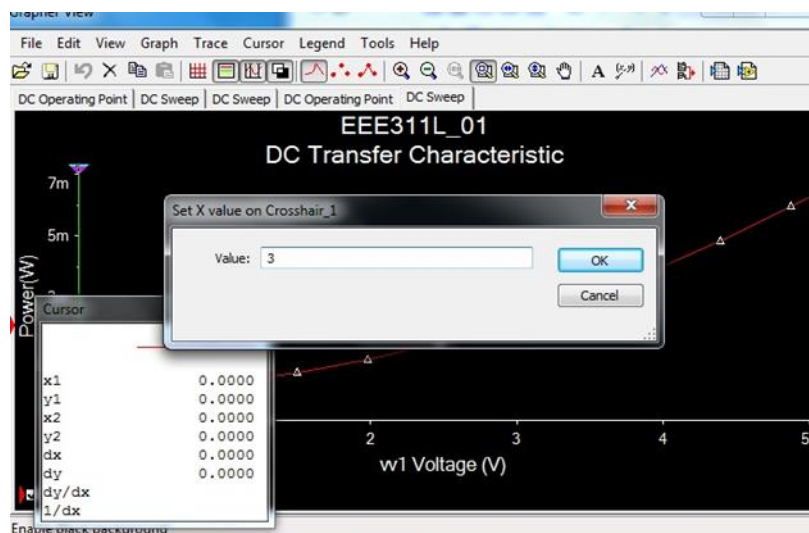 Grapher View
File Edit View Graph Trace Cursor Legend Tools Help
A
DC Operating Point DC Sweep DC Sweep DC Operating Point DC Sweep
EEE311L_01
DC Transfer Characteristic
7m
5m
Power(W)
Set X value on Crosshair_1
Value: 3
OK
Cancel
Cursor
x1 0.0000
y1 0.0000
x2 0.0000
y2 0.0000
dx 0.0000
dy 0.0000
dy/dx
1/dx
2 3 4 5
vv1 Voltage (V)
Enable black background